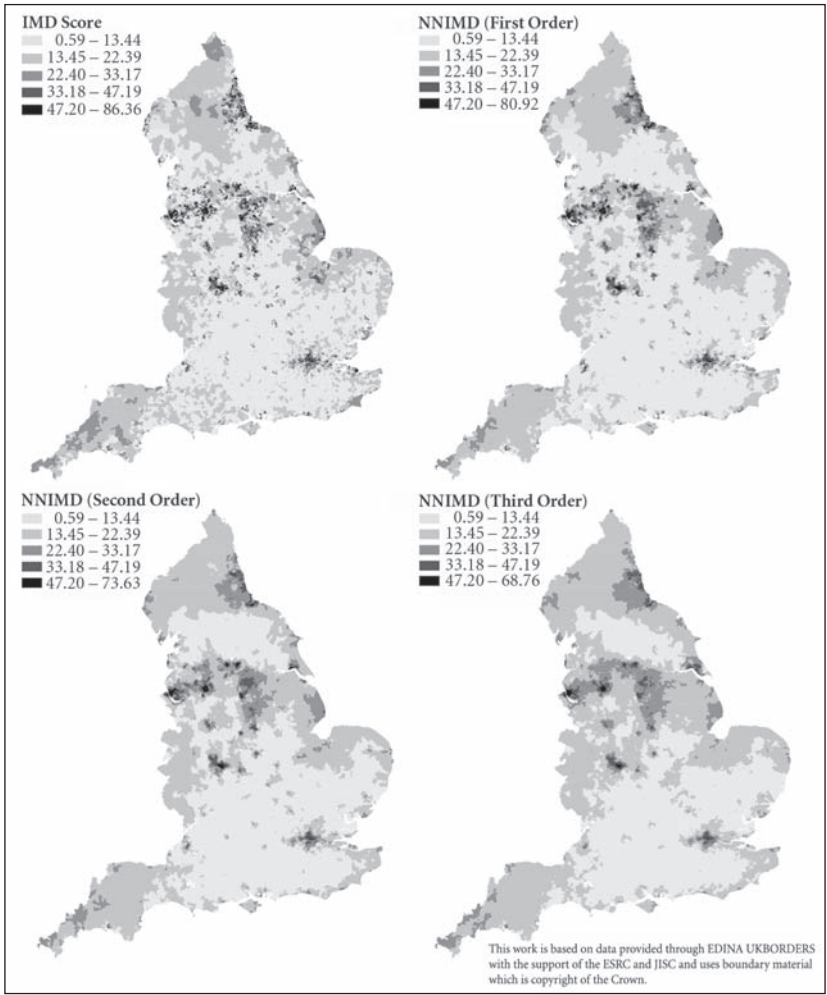 IMD Score
0.59 – 13.44
13.45 – 22.39
22.40 – 33.17
33.18 – 47.19
47.20 – 86.36
NNIMD (First Order)
0.59 – 13.44
13.45 – 22.39
22.40 – 33.17
33.18 – 47.19
47.20 – 80.92
NNIMD (Second Order)
0.59 – 13.44
13.45 – 22.39
22.40 – 33.17
33.18 – 47.19
47.20 – 73.63
NNIMD (Third Order)
0.59 – 13.44
13.45 – 22.39
22.40 – 33.17
33.18 – 47.19
47.20 – 68.76
This work is based on data provided through EDINA UKBORDERS
with the support of the ESRC and JISC and uses boundary material
which is copyright of the Crown.